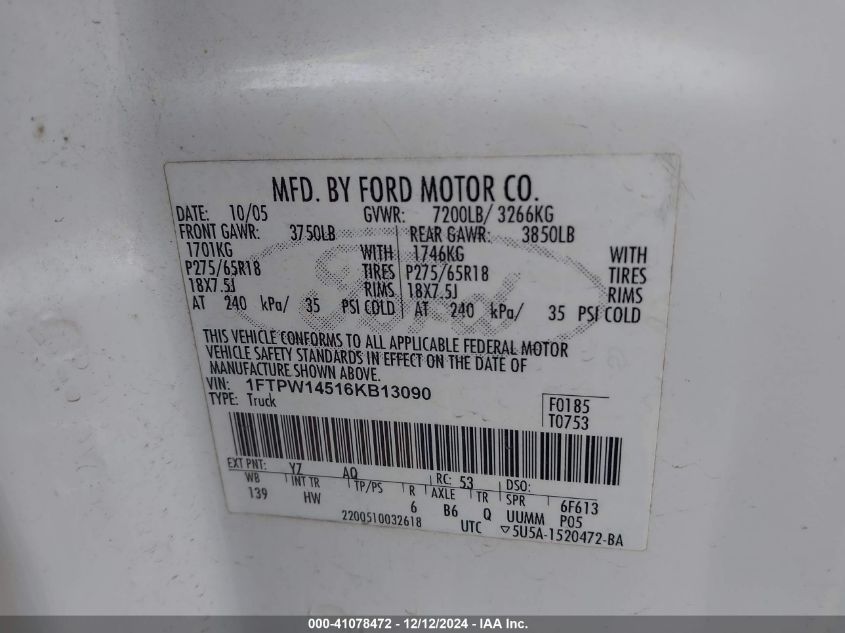 MFD. BY FORD MOTOR CO.
DATE: 10/05 GVWR: 7200LB/ 3266KG
FRONT GAWR: 3750LB REAR GAWR: 3850LB
1701KG WITH 1746KG WITH
P275/65R18 TIRES P275/65R18 TIRES
18X7.5J RIMS 18X7.5J RIMS
AT 240 kPa/ 35 PSI COLD AT 240 kPa/ 35 PSI COLD
Ford
THIS VEHICLE CONFORMS TO ALL APPLICABLE FEDERAL MOTOR
VEHICLE SAFETY STANDARDS IN EFFECT ON THE DATE OF
MANUFACTURE SHOWN ABOVE.
VIN: 1FTPW14516KB13090
TYPE: Truck
F0185
T0753
EXT PNT: YZ AQ RC: 53 DSO:
WB INT TR TP/PS R AXLE TR SPR 6F613
139 HW 6 B6 Q UUMM P05
2200510032618 UTC ▽5U5A-1520472-BA
000-41078472 - 12/12/2024 - IAA Inc.